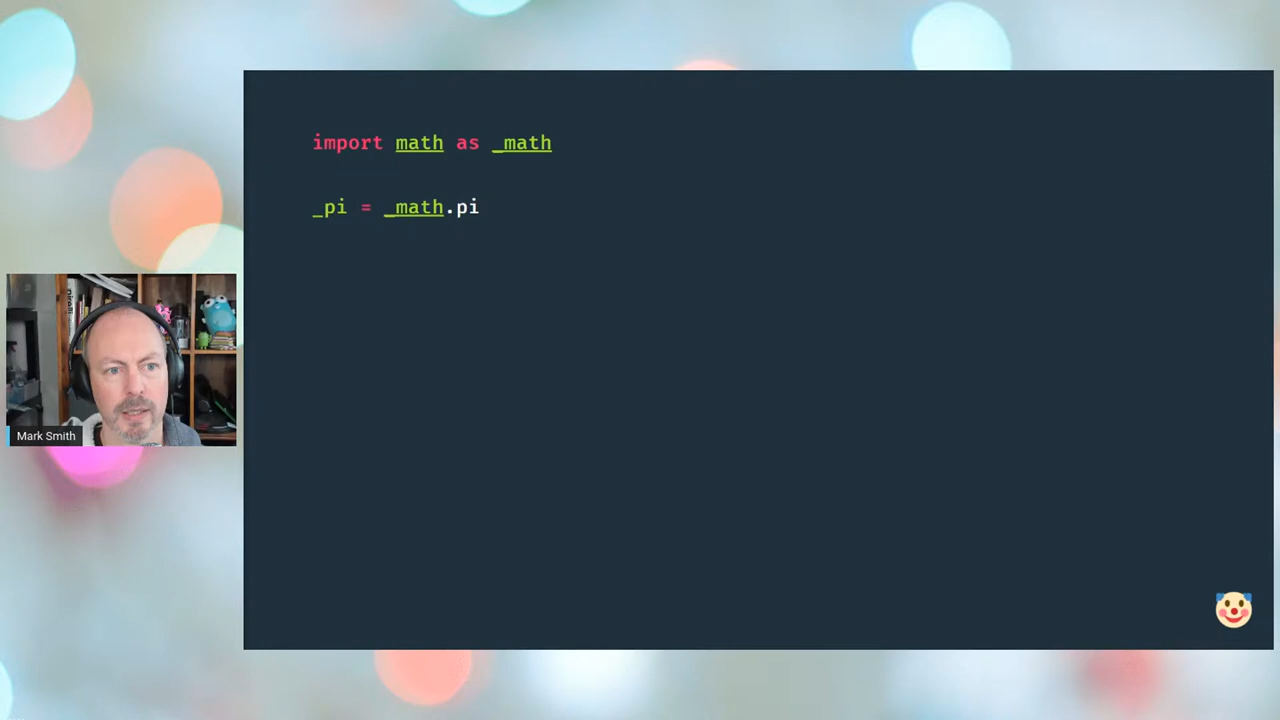 import math as _math
_pi = _math.pi
Mark Smith